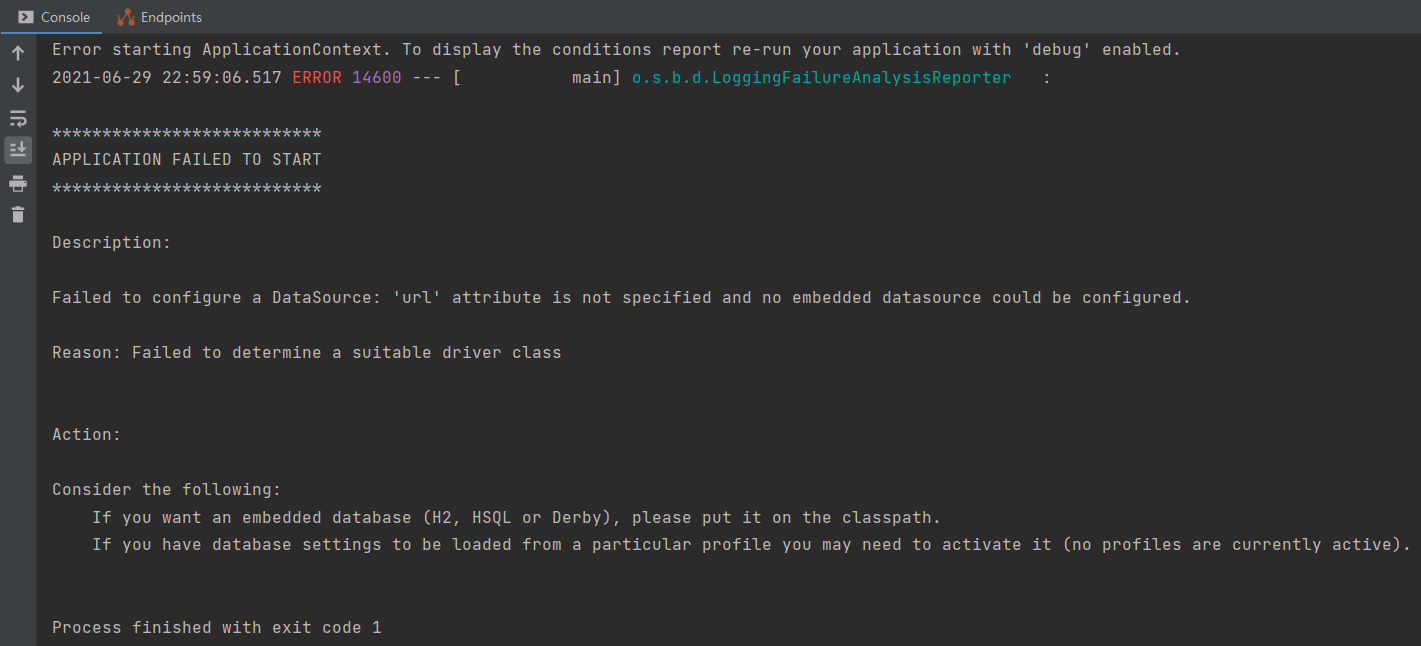 Console Endpoints
Error starting ApplicationContext. To display the conditions report re-run your application with 'debug' enabled.
2021-06-29 22:59:06.517 ERROR 14600 --- [           main] o.s.b.d.LoggingFailureAnalysisReporter   :
***************************
APPLICATION FAILED TO START
***************************
Description:
Failed to configure a DataSource: 'url' attribute is not specified and no embedded datasource could be configured.
Reason: Failed to determine a suitable driver class
Action:
Consider the following:
    If you want an embedded database (H2, HSQL or Derby), please put it on the classpath.
    If you have database settings to be loaded from a particular profile you may need to activate it (no profiles are currently active).
Process finished with exit code 1